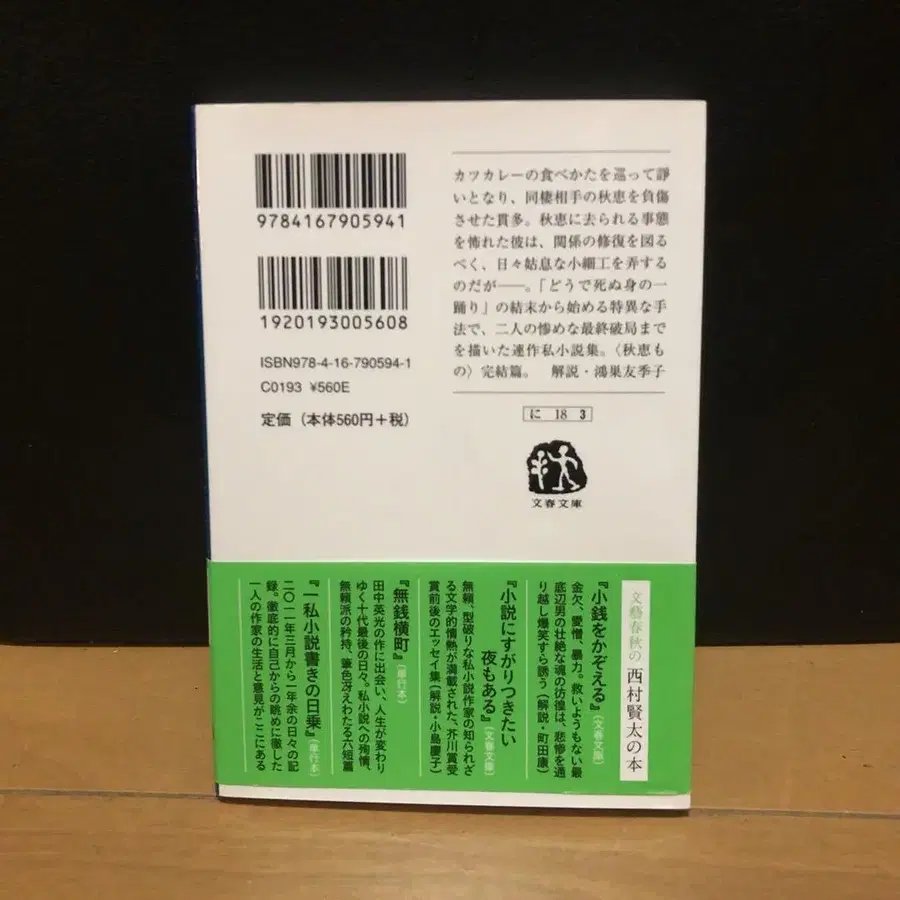 9784167905941
1920193005608
ISBN978-4-16-790594-1
C0193 ¥560E
定価（本体560円＋税）
カツカレーの食べかたを巡って諍
いとなり、同棲相手の秋恵を負傷
させた貫多。秋恵に去られる事態
を怖れた彼は、関係の修復を図る
べく、日々姑息な小細工を弄する
のだが――。「どうで死ぬ身の一
踊り」の結末から始める特異な手
法で、二人の惨めな最終破局まで
を描いた連作私小説集。〈秋恵も
の〉完結篇。 解説・鴻巣友季子
に 18 3
文春文庫
文藝春秋の 西村賢太の本
『小銭をかぞえる』（文春文庫）
金欠、愛憎、暴力。救いようもない最
底辺男の壮絶な魂の彷徨は、悲惨を通
り越し爆笑すら誘う（解説・町田康）
『小説にすがりつきたい
夜もある』（文春文庫）
無頼、型破りな私小説作家の知られざ
る文学的情熱が満載された、芥川賞受
賞前後のエッセイ集（解説・小島慶子）
『無銭横町』（単行本）
田中英光の作に出会い、人生が変わり
ゆく十代最後の日々。私小説への殉情、
無頼派の矜持、筆色冴えわたる六短篇
『一私小説書きの日乗』（単行本）
二〇一一年三月から一年余の日々の記
録。徹底的に自己からの眺めに徹した
一人の作家の生活と意見がここにある